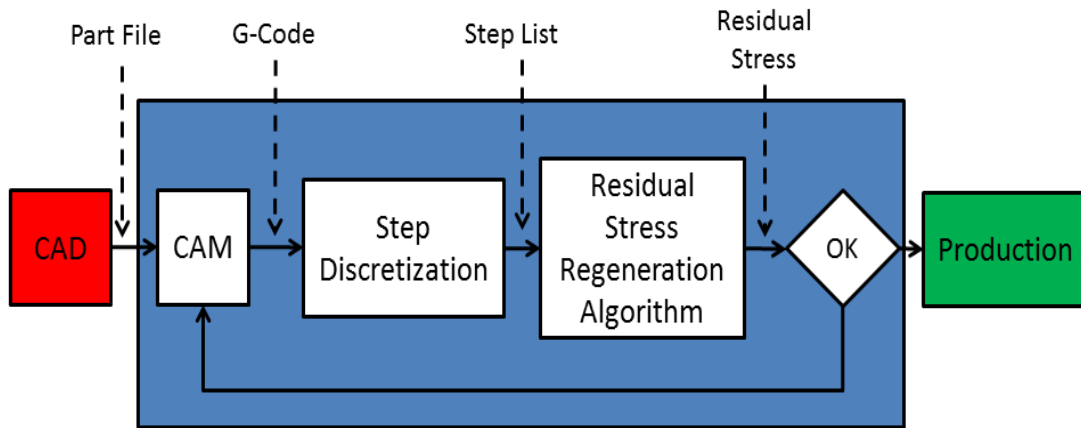 Part File
G-Code
Step List
Residual
Stress
CAD
CAM
Step
Discretization
Residual
Stress
Regeneration
Algorithm
OK
Production